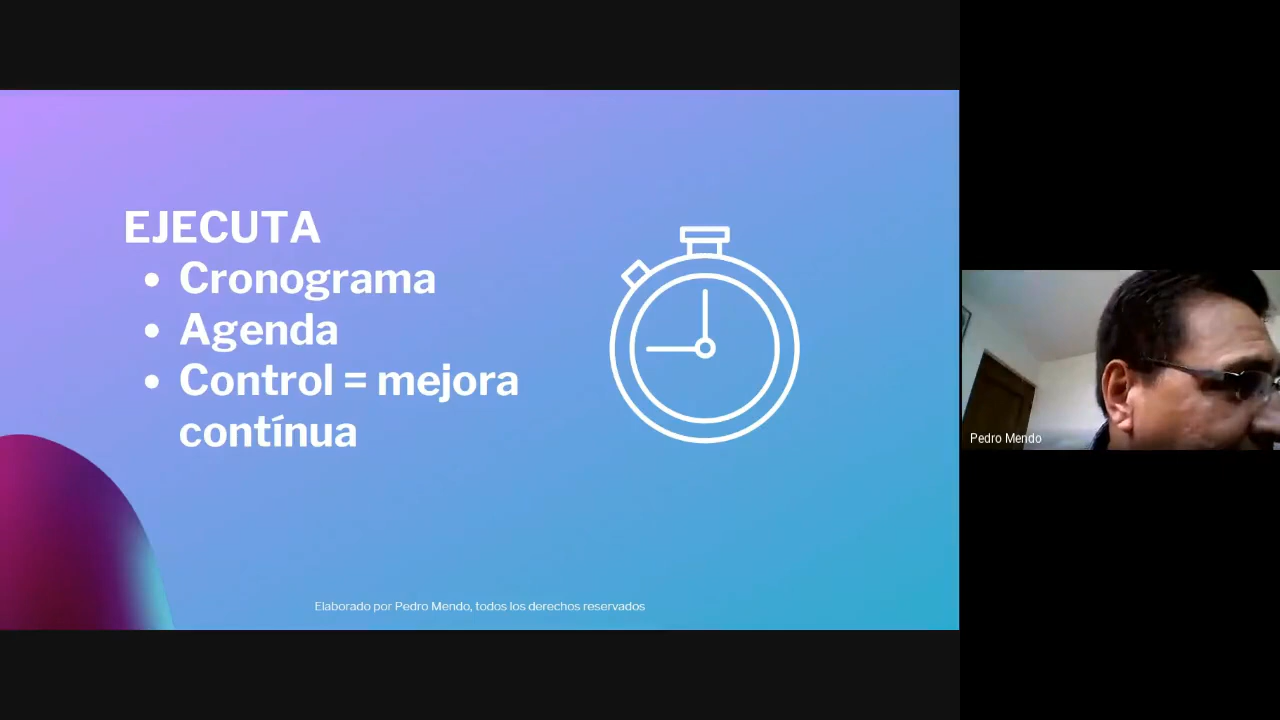 EJECUTA
• Cronograma
• Agenda
• Control = mejora
contínua
Elaborado por Pedro Mendo, todos los derechos reservados
Pedro Mendo